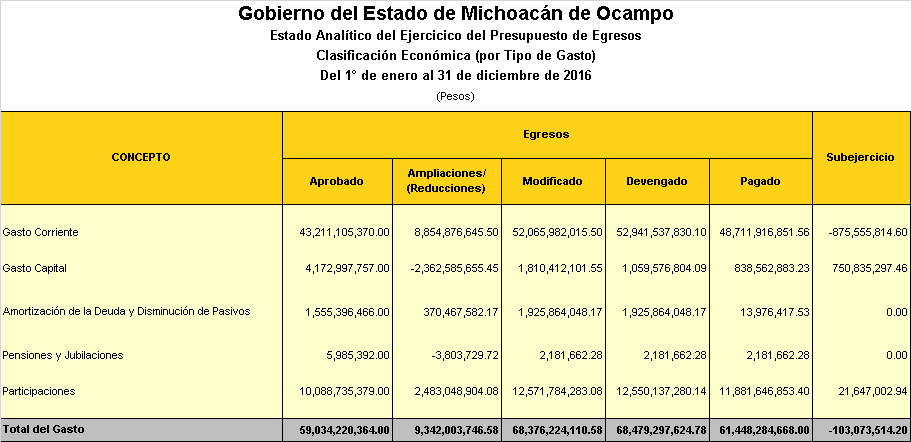 Gobierno del Estado de Michoacán de Ocampo
Estado Analítico del Ejercicico del Presupuesto de Egresos
Clasificación Económica (por Tipo de Gasto)
Del 1° de enero al 31 de diciembre de 2016
(Pesos)
CONCEPTO Egresos Subejercicio
Aprobado Ampliaciones/ (Reducciones) Modificado Devengado Pagado
Gasto Corriente 43,211,105,370.00 8,854,876,645.50 52,065,982,015.50 52,941,537,830.10 48,711,916,851.56 -875,555,814.60
Gasto Capital 4,172,997,757.00 -2,362,585,655.45 1,810,412,101.55 1,059,576,804.09 838,562,883.23 750,835,297.46
Amortización de la Deuda y Disminución de Pasivos 1,555,396,466.00 370,467,582.17 1,925,864,048.17 1,925,864,048.17 13,976,417.53 0.00
Pensiones y Jubilaciones 5,985,392.00 -3,803,729.72 2,181,662.28 2,181,662.28 2,181,662.28 0.00
Participaciones 10,088,735,379.00 2,483,048,904.08 12,571,784,283.08 12,550,137,280.14 11,881,646,853.40 21,647,002.94
Total del Gasto 59,034,220,364.00 9,342,003,746.58 68,376,224,110.58 68,479,297,624.78 61,448,284,668.00 -103,073,514.20